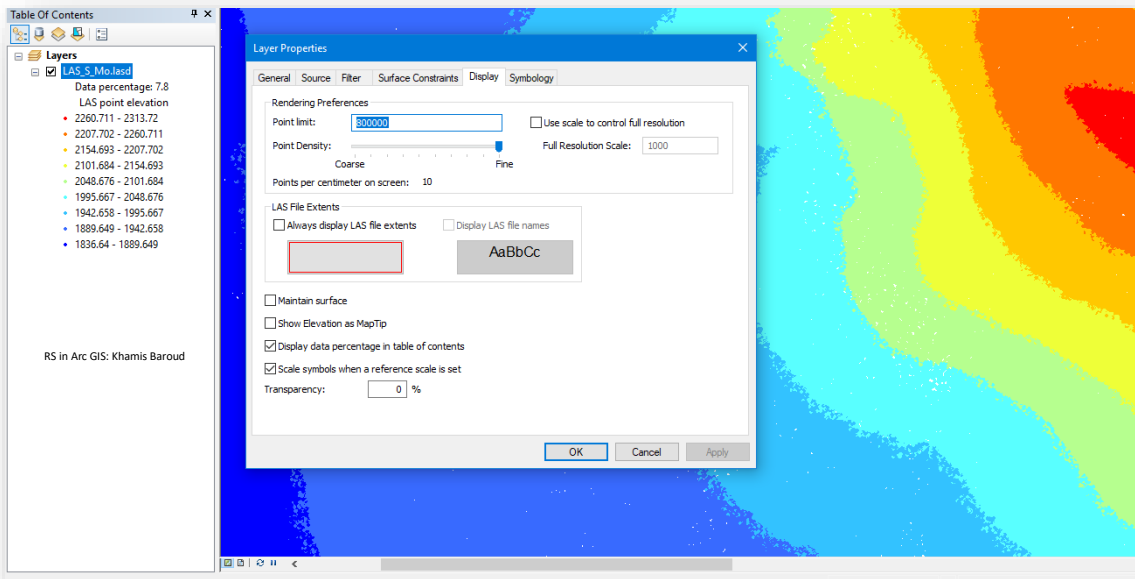 Table Of Contents
Layers
LAS_S_Mo.lasd
Data percentage: 7.8
LAS point elevation
2260.711 - 2313.72
2207.702 - 2260.711
2154.693 - 2207.702
2101.684 - 2154.693
2048.676 - 2101.684
1995.667 - 2048.676
1942.658 - 1995.667
1889.649 - 1942.658
1836.64 - 1889.649
RS in Arc GIS: Khamis Baroud
Layer Properties
General Source Filter Surface Constraints Display Symbology
Rendering Preferences
Point limit: 800000 Use scale to control full resolution
Point Density: Full Resolution Scale: 1000
Coarse Fine
Points per centimeter on screen: 10
LAS File Extents
Always display LAS file extents Display LAS file names
AaBbCc
Maintain surface
Show Elevation as MapTip
Display data percentage in table of contents
Scale symbols when a reference scale is set
Transparency: 0 %
OK Cancel Apply